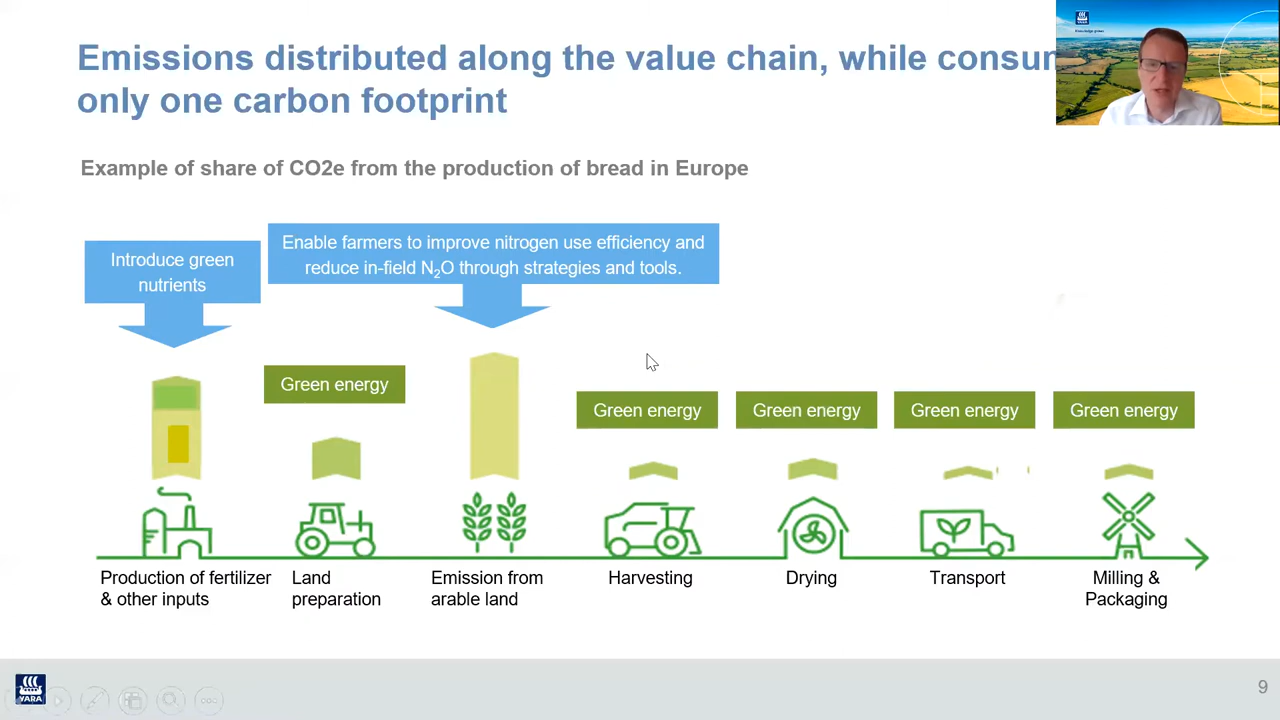 Emissions distributed along the value chain, while consum
only one carbon footprint
Example of share of CO2e from the production of bread in Europe
Introduce green
nutrients
Enable farmers to improve nitrogen use efficiency and
reduce in-field N₂O through strategies and tools.
Green energy
Green energy
Green energy
Green energy
Green energy
Production of fertilizer
& other inputs
Land
preparation
Emission from
arable land
Harvesting
Drying
Transport
Milling &
Packaging
YARA
9